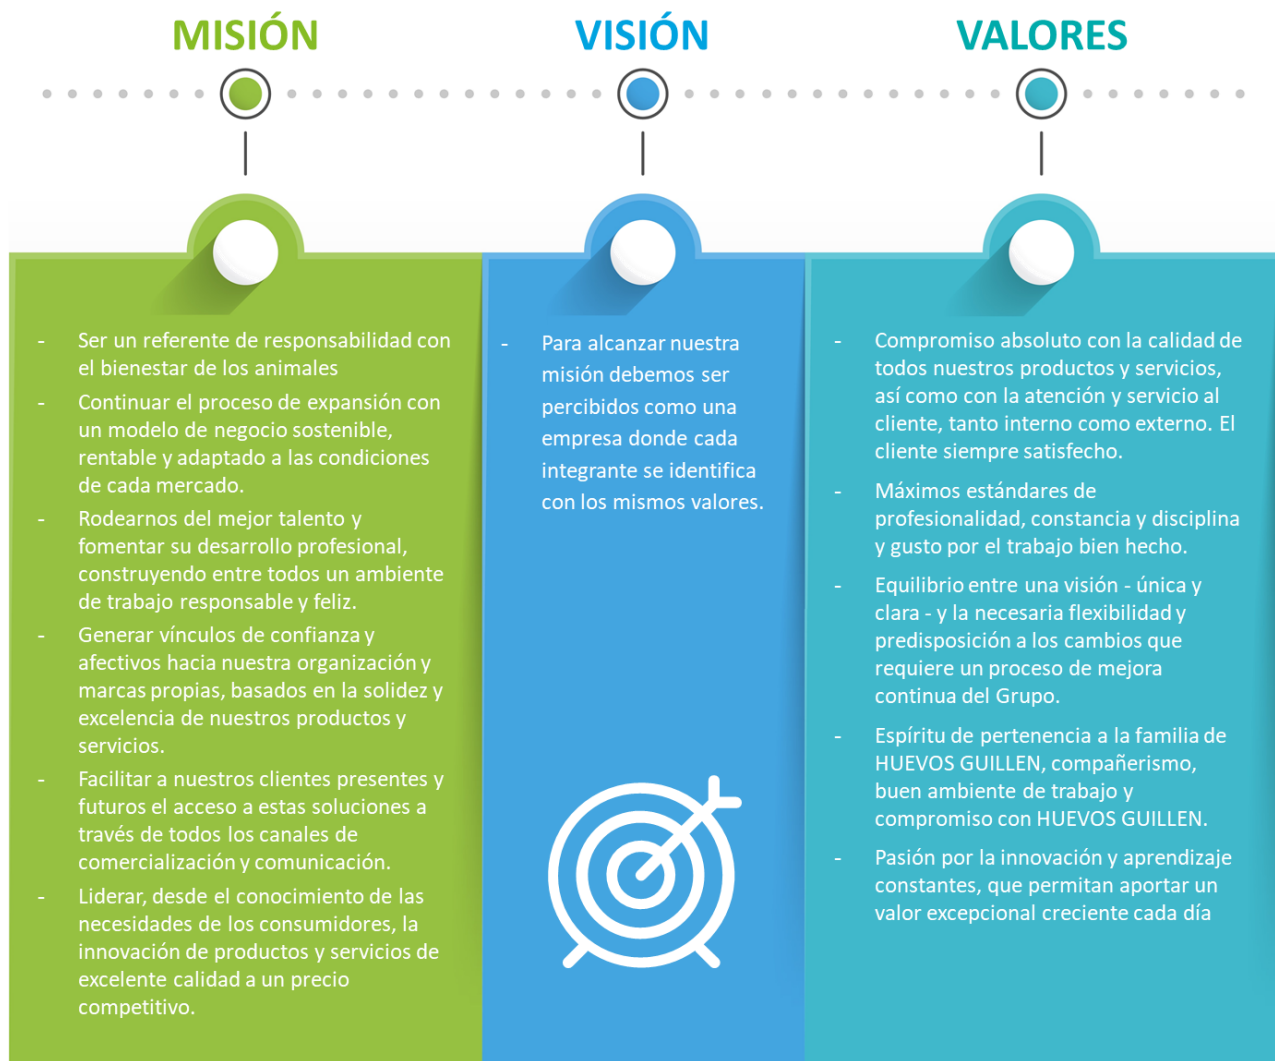 MISIÓN
- Ser un referente de responsabilidad con
el bienestar de los animales
- Continuar el proceso de expansión con
un modelo de negocio sostenible,
rentable y adaptado a las condiciones
de cada mercado.
- Rodearnos del mejor talento y
fomentar su desarrollo profesional,
construyendo entre todos un ambiente
de trabajo responsable y feliz.
- Generar vínculos de confianza y
afectivos hacia nuestra organización y
marcas propias, basados en la solidez y
excelencia de nuestros productos y
servicios.
- Facilitar a nuestros clientes presentes y
futuros el acceso a estas soluciones a
través de todos los canales de
comercialización y comunicación.
- Liderar, desde el conocimiento de las
necesidades de los consumidores, la
innovación de productos y servicios de
excelente calidad a un precio
competitivo.
VISIÓN
- Para alcanzar nuestra
misión debemos ser
percibidos como una
empresa donde cada
integrante se identifica
con los mismos valores.
VALORES
- Compromiso absoluto con la calidad de
todos nuestros productos y servicios,
así como con la atención y servicio al
cliente, tanto interno como externo. El
cliente siempre satisfecho.
- Máximos estándares de
profesionalidad, constancia y disciplina
y gusto por el trabajo bien hecho.
- Equilibrio entre una visión - única y
clara - y la necesaria flexibilidad y
predisposición a los cambios que
requiere un proceso de mejora
continua del Grupo.
- Espíritu de pertenencia a la familia de
HUEVOS GUILLEN, compañerismo,
buen ambiente de trabajo y
compromiso con HUEVOS GUILLEN.
- Pasión por la innovación y aprendizaje
constantes, que permitan aportar un
valor excepcional creciente cada día